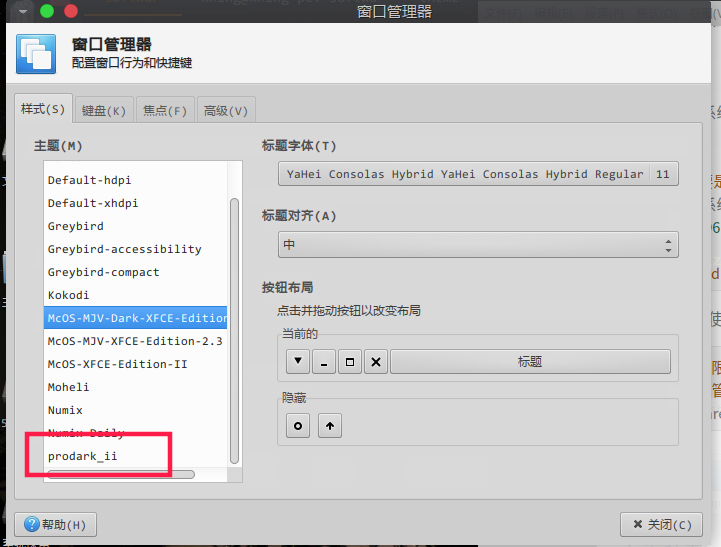 窗口管理器
窗口管理器
配置窗口行为和快捷键
样式(S)
键盘(K)
焦点(F)
高级(V)
主题(M)
Default-hdpi
Default-xhdpi
Greybird
Greybird-accessibility
Greybird-compact
Kokodi
McOS-MJV-Dark-XFCE-Edition
McOS-MJV-XFCE-Edition-2.3
McOS-XFCE-Edition-II
Moheli
Numix
Numix Daily
prodark_ii
标题字体(T)
YaHei Consolas Hybrid YaHei Consolas Hybrid Regular 11
标题对齐(A)
中
按钮布局
点击并拖动按钮以改变布局
当前的
标题
隐藏
帮助(H)
关闭(C)